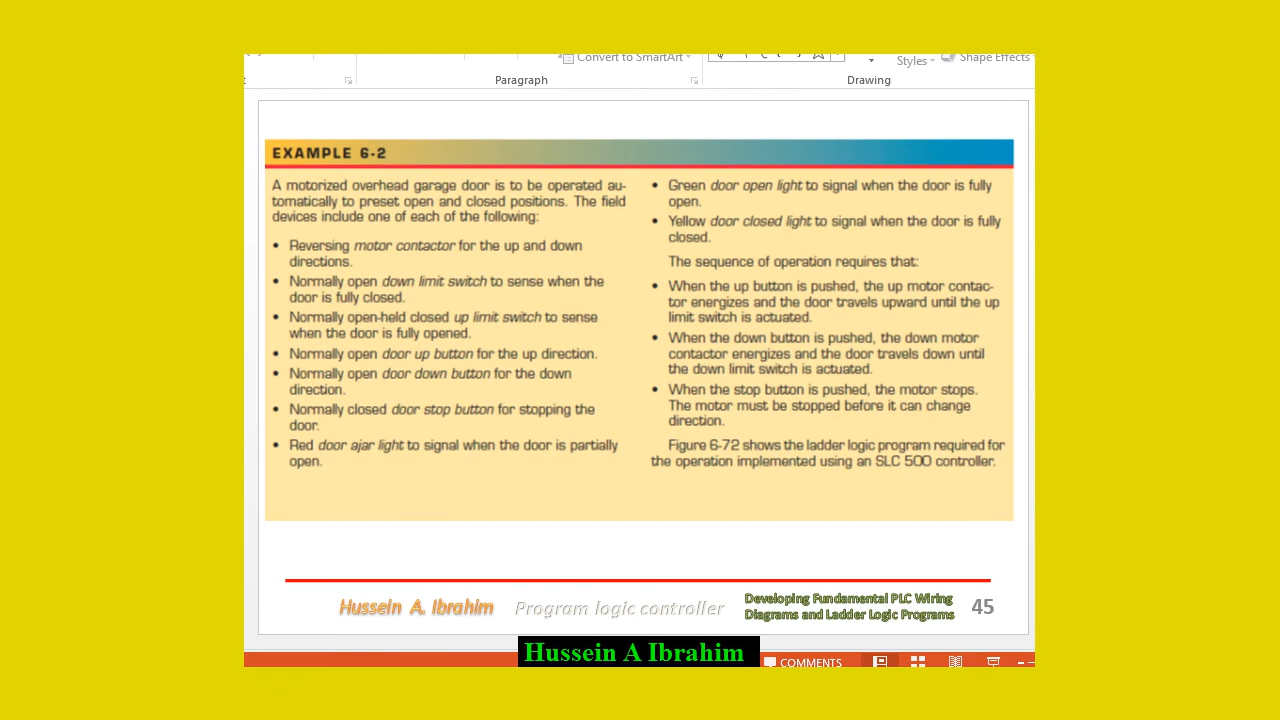 Convert to SmartArt
Styles
Shape Effects
Paragraph
Drawing
EXAMPLE 6-2
A motorized overhead garage door is to be operated au-
tomatically to preset open and closed positions. The field
devices include one of each of the following:
• Reversing motor contactor for the up and down
directions.
• Normally open down limit switch to sense when the
door is fully closed.
• Normally open-held closed up limit switch to sense
when the door is fully opened.
• Normally open door up button for the up direction.
• Normally open door down button for the down
direction.
• Normally closed door stop button for stopping the
door.
• Red door ajar light to signal when the door is partially
open.
• Green door open light to signal when the door is fully
open.
• Yellow door closed light to signal when the door is fully
closed.
The sequence of operation requires that:
• When the up button is pushed, the up motor contac-
tor energizes and the door travels upward until the up
limit switch is actuated.
• When the down button is pushed, the down motor
contactor energizes and the door travels down until
the down limit switch is actuated.
• When the stop button is pushed, the motor stops.
The motor must be stopped before it can change
direction.
Figure 6-72 shows the ladder logic program required for
the operation implemented using an SLC 500 controller.
Hussein A. Ibrahim
Program logic controller
Developing Fundamental PLC Wiring
Diagrams and Ladder Logic Programs
45
Hussein A Ibrahim
COMMENTS